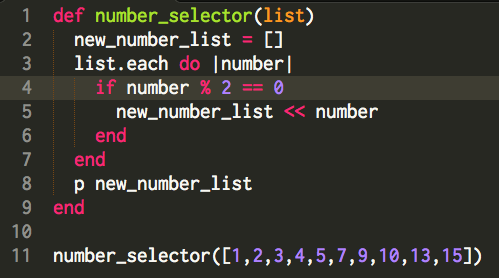 1 def number_selector(list)
2   new_number_list = []
3   list.each do |number|
4     if number % 2 == 0
5       new_number_list << number
6     end
7   end
8   p new_number_list
9 end
10
11 number_selector([1,2,3,4,5,7,9,10,13,15])